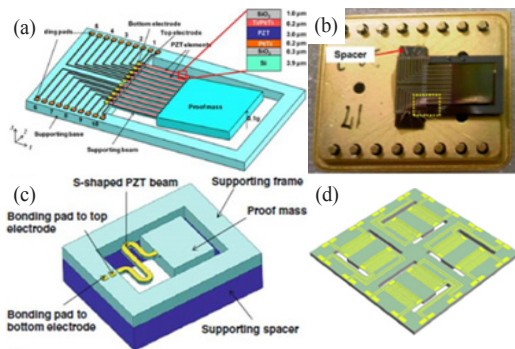 (a)
Bottom electrode
Top electrode
PZT elements
ding pads
Proof mass
Supporting base
Supporting beam
SiO₂ 1.0 μm
Ti/Pt/Ti 0.2 μm
PZT 3.0 μm
Pt/Ti 0.2 μm
SiO₂ 0.3 μm
Si 3.9 μm
(b)
Spacer
(c)
S-shaped PZT beam
Supporting frame
Bonding pad to top
electrode
Proof mass
Bonding pad to
bottom electrode
Supporting spacer
(d)